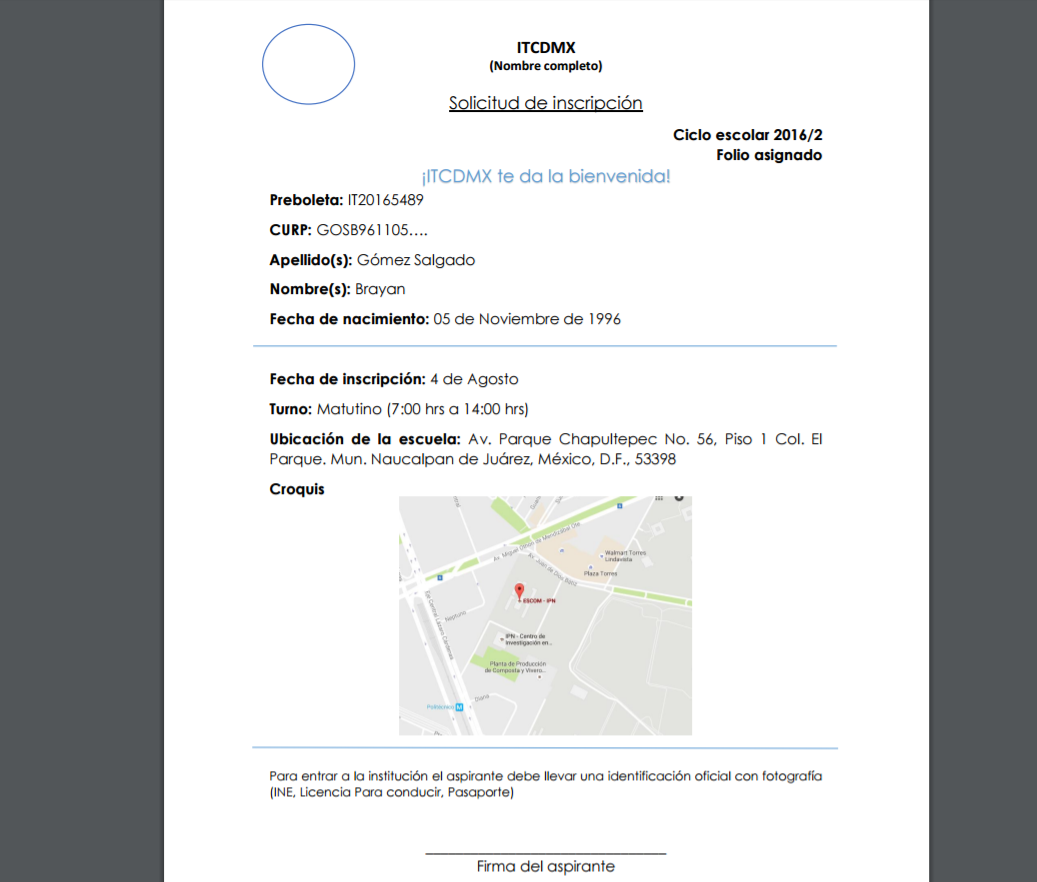 ITCDMX
(Nombre completo)
Solicitud de inscripción
Ciclo escolar 2016/2
Folio asignado
¡ITCDMX te da la bienvenida!
Preboleta: IT20165489
CURP: GOSB961105....
Apellido(s): Gómez Salgado
Nombre(s): Brayan
Fecha de nacimiento: 05 de Noviembre de 1996
Fecha de inscripción: 4 de Agosto
Turno: Matutino (7:00 hrs a 14:00 hrs)
Ubicación de la escuela: Av. Parque Chapultepec No. 56, Piso 1 Col. El
Parque. Mun. Naucalpan de Juárez, México, D.F., 53398
Croquis
Av. Miguel Othón de Mendizábal Ote.
Av. Juan de Dios Bátiz
Walmart Torres
Lindavista
Plaza Torres
ESCOM - IPN
Eje Central Lázaro Cárdenas
Neptuno
IPN - Centro de
Investigación en...
Planta de Producción
de Composta y Vivero...
Diana
Politécnico M
Para entrar a la institución el aspirante debe llevar una identificación oficial con fotografía
(INE, Licencia Para conducir, Pasaporte)
Firma del aspirante